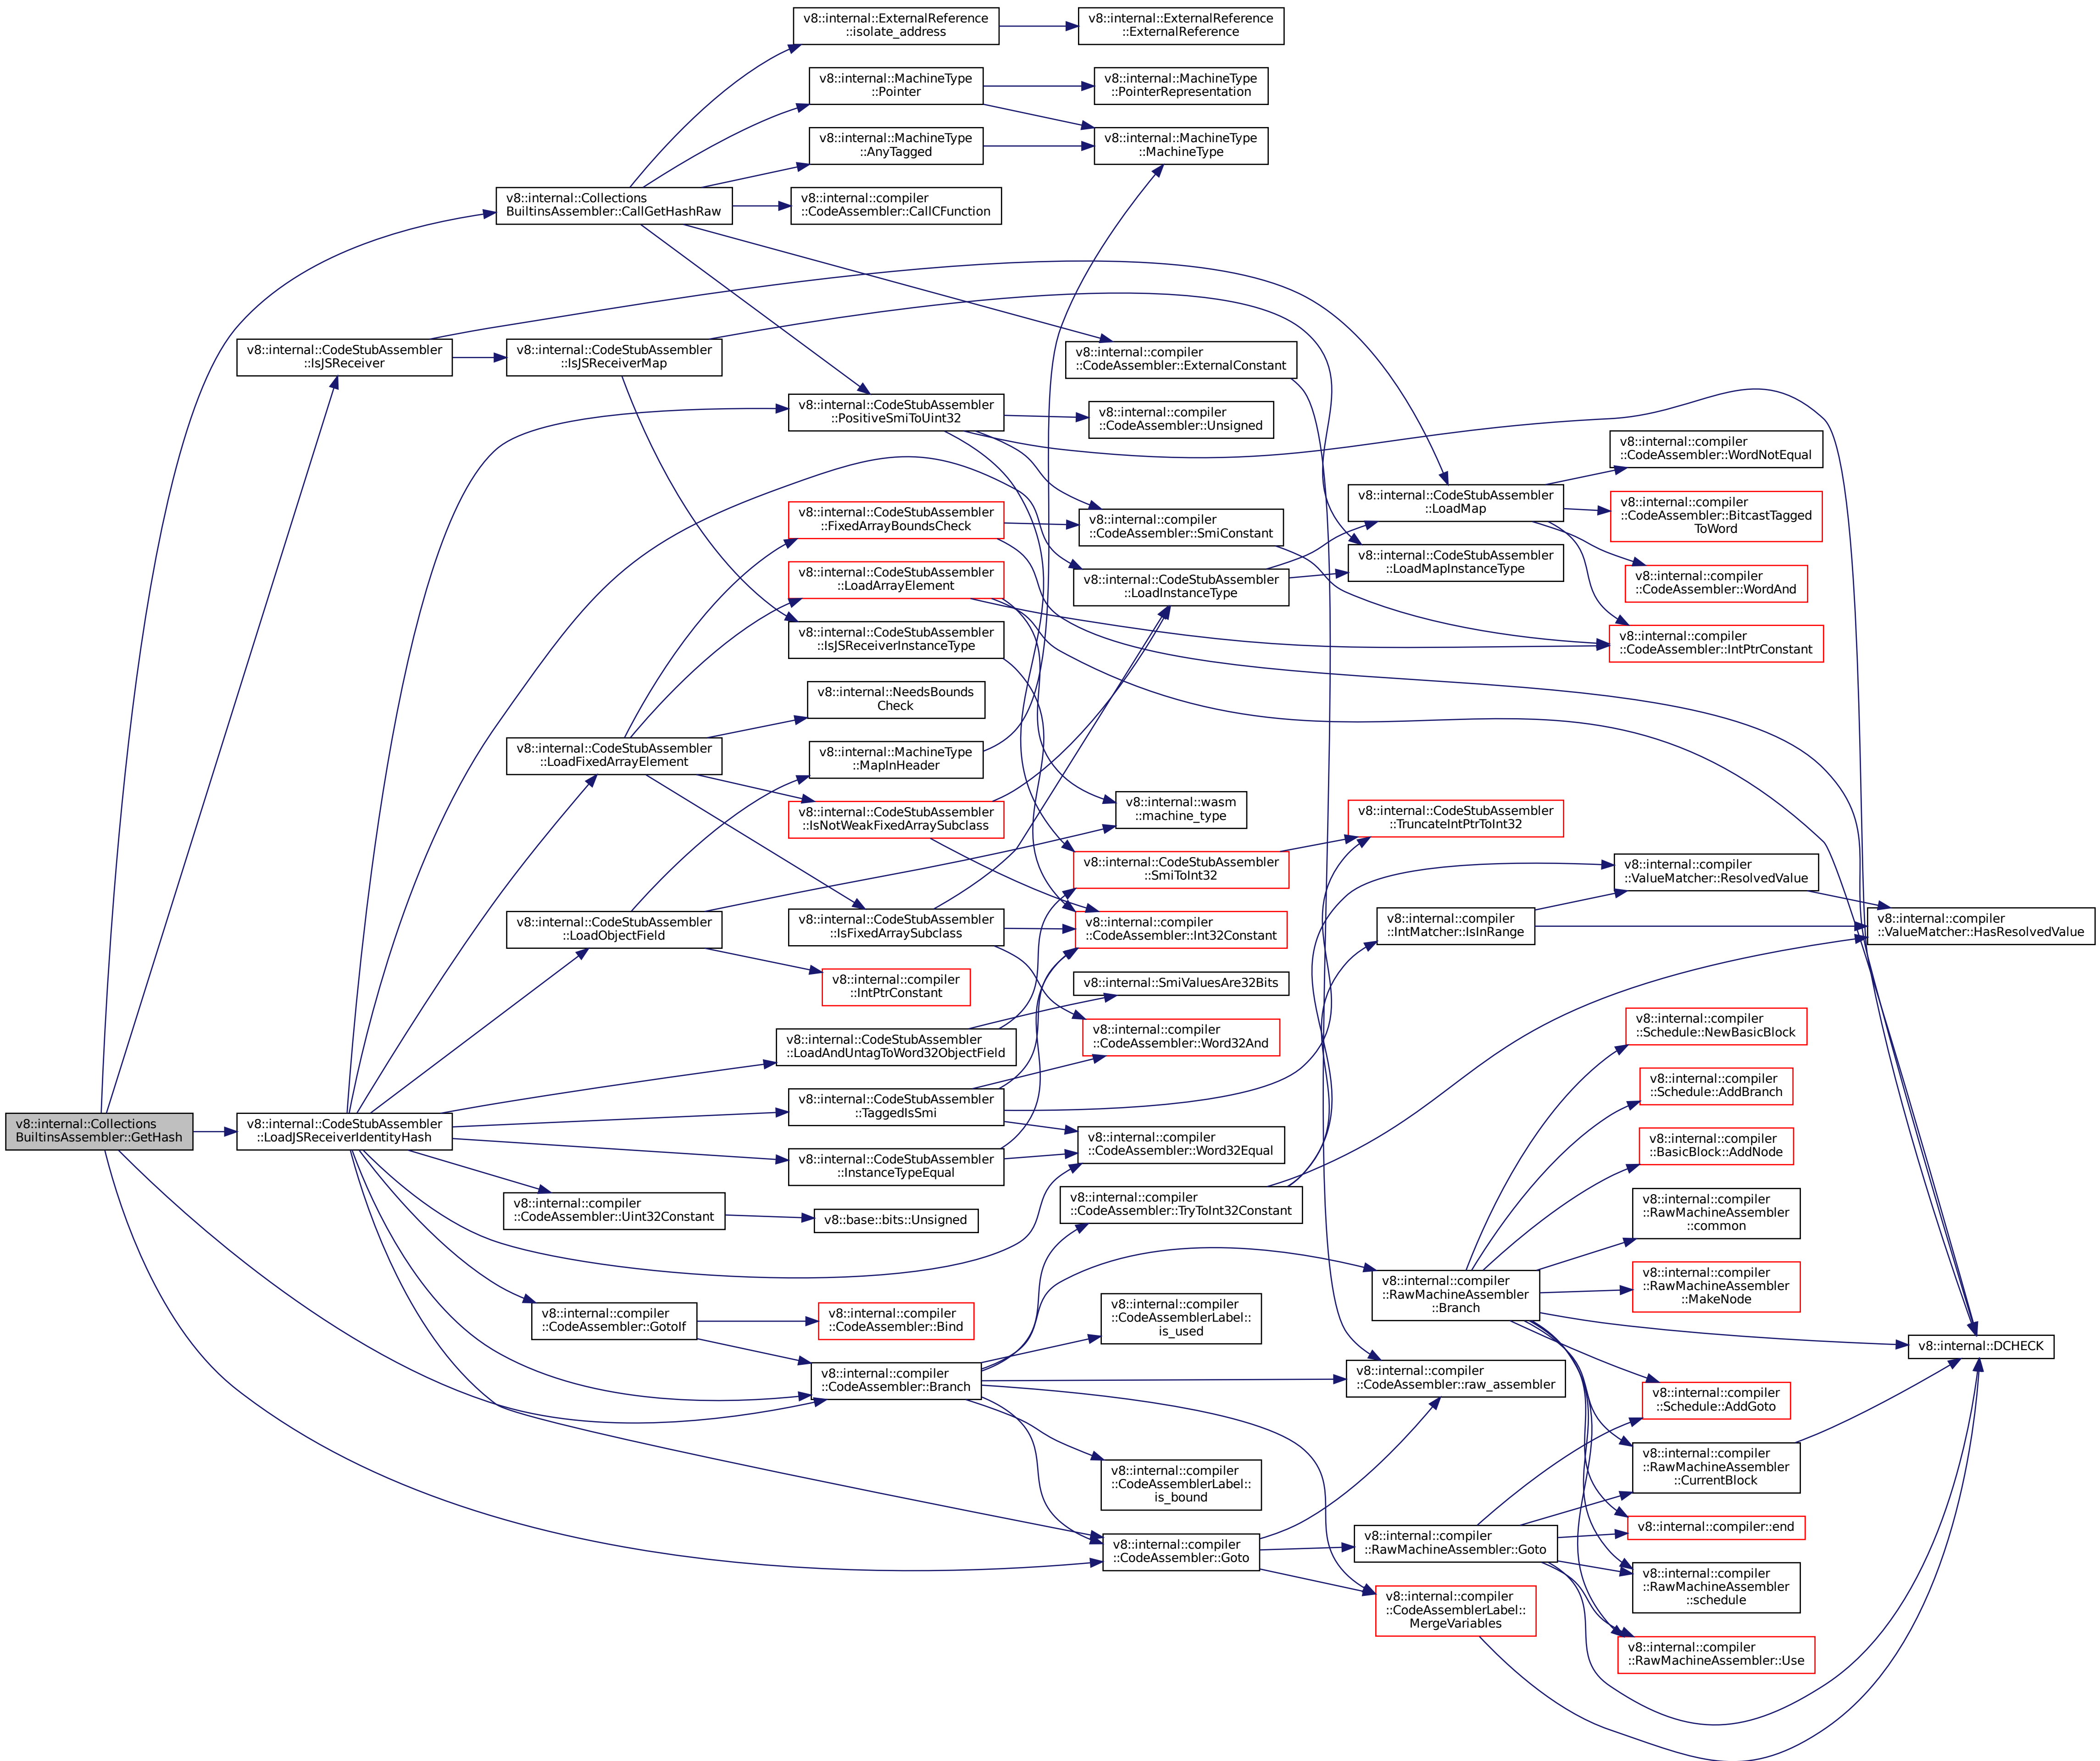 v8::internal::ExternalReference
::isolate_address
v8::internal::ExternalReference
::ExternalReference
v8::internal::MachineType
::Pointer
v8::internal::MachineType
::PointerRepresentation
v8::internal::MachineType
::AnyTagged
v8::internal::MachineType
::MachineType
v8::internal::Collections
BuiltinsAssembler::CallGetHashRaw
v8::internal::compiler
::CodeAssembler::CallCFunction
v8::internal::CodeStubAssembler
::IsJSReceiver
v8::internal::CodeStubAssembler
::IsJSReceiverMap
v8::internal::compiler
::CodeAssembler::ExternalConstant
v8::internal::CodeStubAssembler
::PositiveSmiToUint32
v8::internal::compiler
::CodeAssembler::Unsigned
v8::internal::compiler
::CodeAssembler::WordNotEqual
v8::internal::CodeStubAssembler
::FixedArrayBoundsCheck
v8::internal::compiler
::CodeAssembler::SmiConstant
v8::internal::CodeStubAssembler
::LoadMap
v8::internal::compiler
::CodeAssembler::BitcastTagged
ToWord
v8::internal::CodeStubAssembler
::LoadArrayElement
v8::internal::CodeStubAssembler
::LoadInstanceType
v8::internal::CodeStubAssembler
::LoadMapInstanceType
v8::internal::compiler
::CodeAssembler::WordAnd
v8::internal::CodeStubAssembler
::IsJSReceiverInstanceType
v8::internal::compiler
::CodeAssembler::IntPtrConstant
v8::internal::NeedsBounds
Check
v8::internal::CodeStubAssembler
::LoadFixedArrayElement
v8::internal::MachineType
::MapInHeader
v8::internal::CodeStubAssembler
::IsNotWeakFixedArraySubclass
v8::internal::wasm
::machine_type
v8::internal::CodeStubAssembler
::TruncateIntPtrToInt32
v8::internal::CodeStubAssembler
::SmiToInt32
v8::internal::compiler
::ValueMatcher::ResolvedValue
v8::internal::CodeStubAssembler
::LoadObjectField
v8::internal::CodeStubAssembler
::IsFixedArraySubclass
v8::internal::compiler
::CodeAssembler::Int32Constant
v8::internal::compiler
::IntMatcher::IsInRange
v8::internal::compiler
::ValueMatcher::HasResolvedValue
v8::internal::compiler
::IntPtrConstant
v8::internal::SmiValuesAre32Bits
v8::internal::CodeStubAssembler
::LoadAndUntagToWord32ObjectField
v8::internal::compiler
::CodeAssembler::Word32And
v8::internal::compiler
::Schedule::NewBasicBlock
v8::internal::CodeStubAssembler
::TaggedIsSmi
v8::internal::compiler
::Schedule::AddBranch
v8::internal::Collections
BuiltinsAssembler::GetHash
v8::internal::CodeStubAssembler
::LoadJSReceiverIdentityHash
v8::internal::compiler
::CodeAssembler::Word32Equal
v8::internal::compiler
::BasicBlock::AddNode
v8::internal::CodeStubAssembler
::InstanceTypeEqual
v8::internal::compiler
::CodeAssembler::Uint32Constant
v8::base::bits::Unsigned
v8::internal::compiler
::CodeAssembler::TryToInt32Constant
v8::internal::compiler
::RawMachineAssembler
::common
v8::internal::compiler
::RawMachineAssembler
::Branch
v8::internal::compiler
::RawMachineAssembler
::MakeNode
v8::internal::compiler
::CodeAssembler::GotoIf
v8::internal::compiler
::CodeAssembler::Bind
v8::internal::compiler
::CodeAssemblerLabel::
is_used
v8::internal::DCHECK
v8::internal::compiler
::CodeAssembler::Branch
v8::internal::compiler
::CodeAssembler::raw_assembler
v8::internal::compiler
::Schedule::AddGoto
v8::internal::compiler
::CodeAssemblerLabel::
is_bound
v8::internal::compiler
::RawMachineAssembler
::CurrentBlock
v8::internal::compiler::end
v8::internal::compiler
::CodeAssembler::Goto
v8::internal::compiler
::RawMachineAssembler::Goto
v8::internal::compiler
::RawMachineAssembler
::schedule
v8::internal::compiler
::CodeAssemblerLabel::
MergeVariables
v8::internal::compiler
::RawMachineAssembler::Use